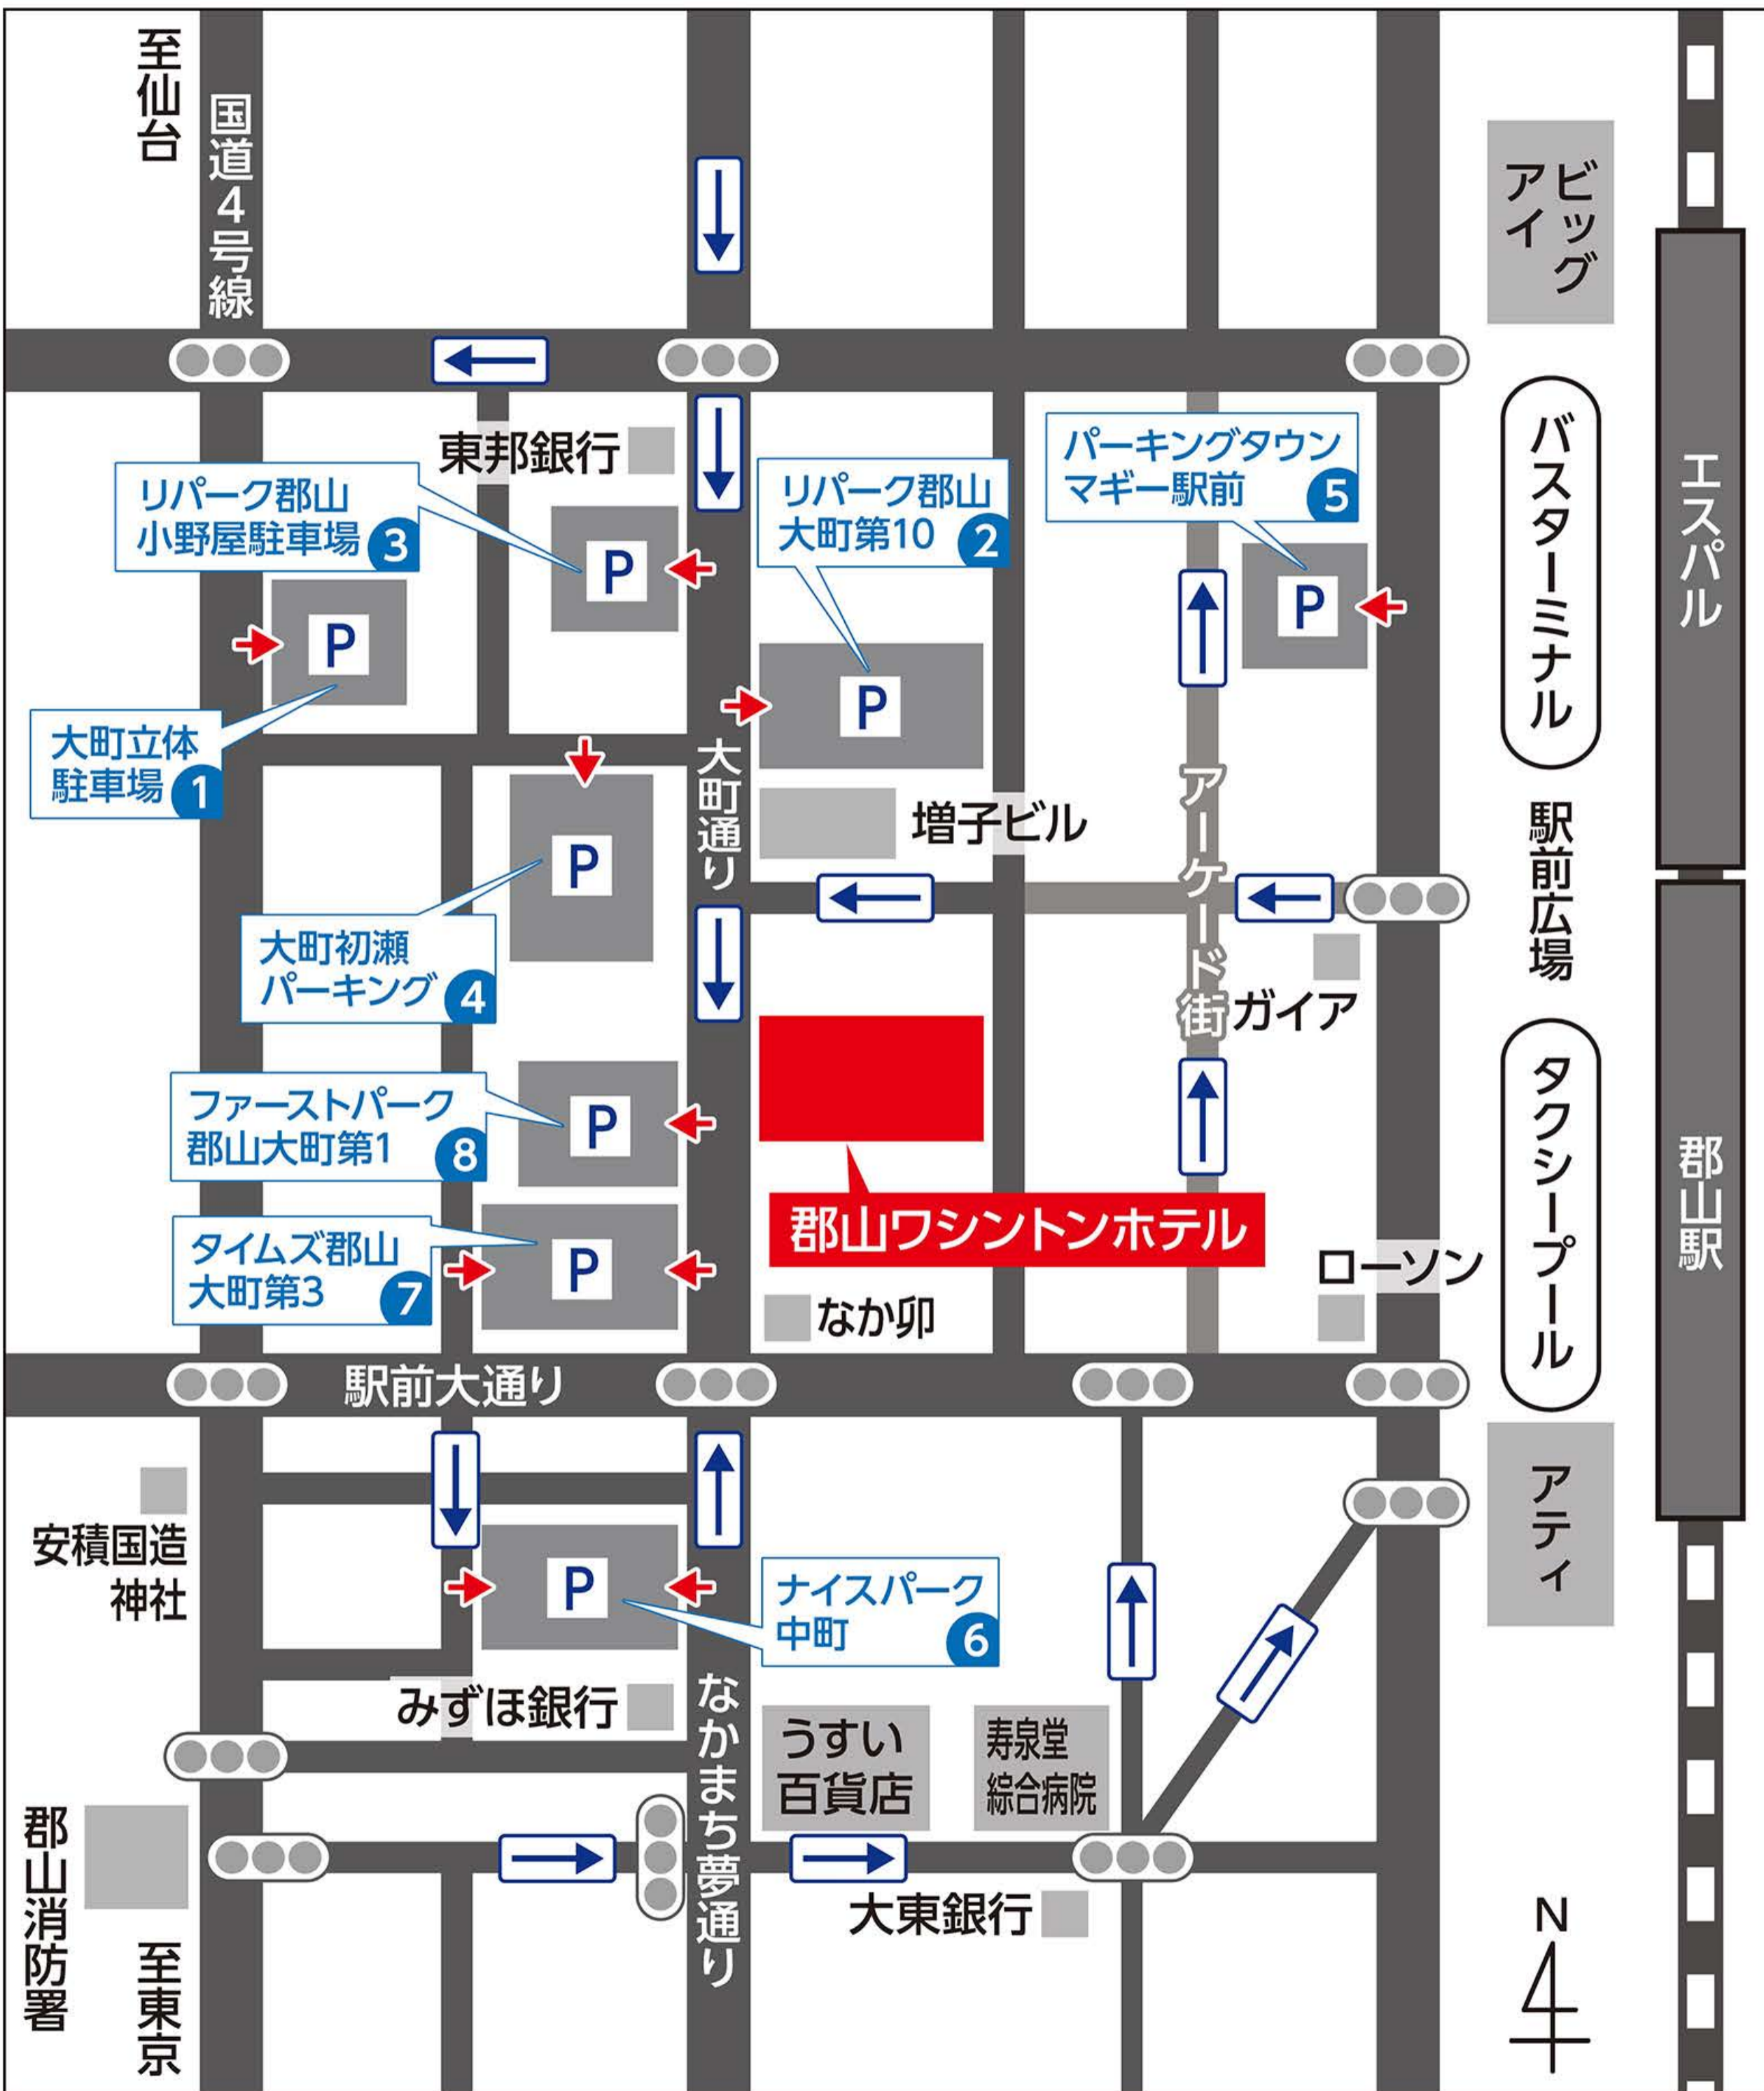 至仙台
国道4号線
ビッグ
アイ
エスパル
東邦銀行
リパーク郡山
小野屋駐車場 3
P
リパーク郡山
大町第10 2
P
パーキングタウン
マギー駅前 5
P
バスターミナル
P
大町立体
駐車場 1
大町通り
増子ビル
アーケード街
駅前広場
P
大町初瀬
パーキング 4
ガイア
ファーストパーク
郡山大町第1 8
P
郡山ワシントンホテル
タクシープール
郡山駅
タイムズ郡山
大町第3 7
P
なか卯
ローソン
駅前大通り
アティ
安積国造
神社
P
ナイスパーク
中町 6
みずほ銀行
なかまち夢通り
うすい
百貨店
寿泉堂
綜合病院
郡山消防署
大東銀行
至東京
N